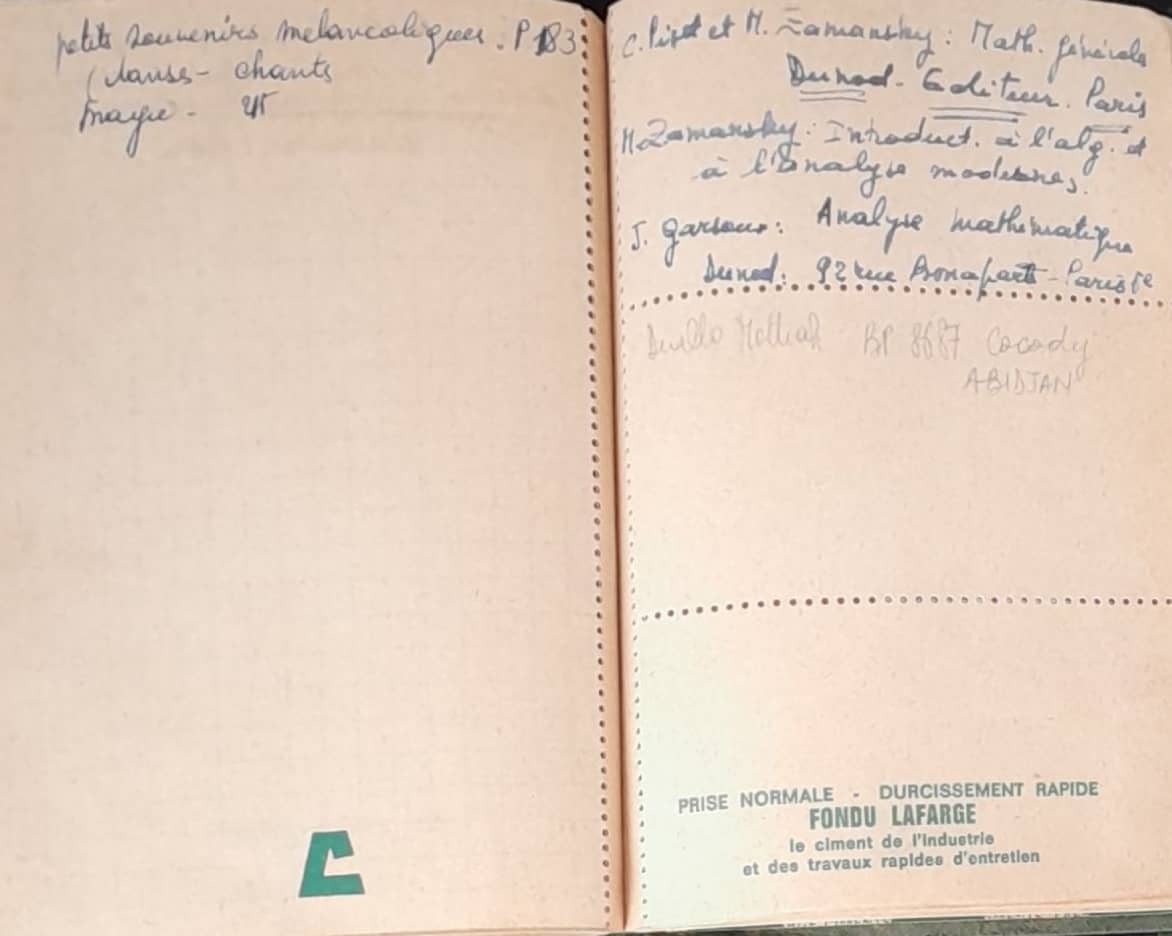 petits souvenirs melancoliques. P 183
(danse - chants
magie -
C. Pisot et M. Zamansky : Math. générales
Dunod. Editeur. Paris
M. Zamansky : Introduct. à l'alg. et
à l'Analyse modernes.
J. Garsoux : Analyse mathématique
Dunod. 92 rue Bonaparte - Paris 6e
BP 8687 Cocody
ABIDJAN
C
PRISE NORMALE - DURCISSEMENT RAPIDE
FONDU LAFARGE
le ciment de l'industrie
et des travaux rapides d'entretien